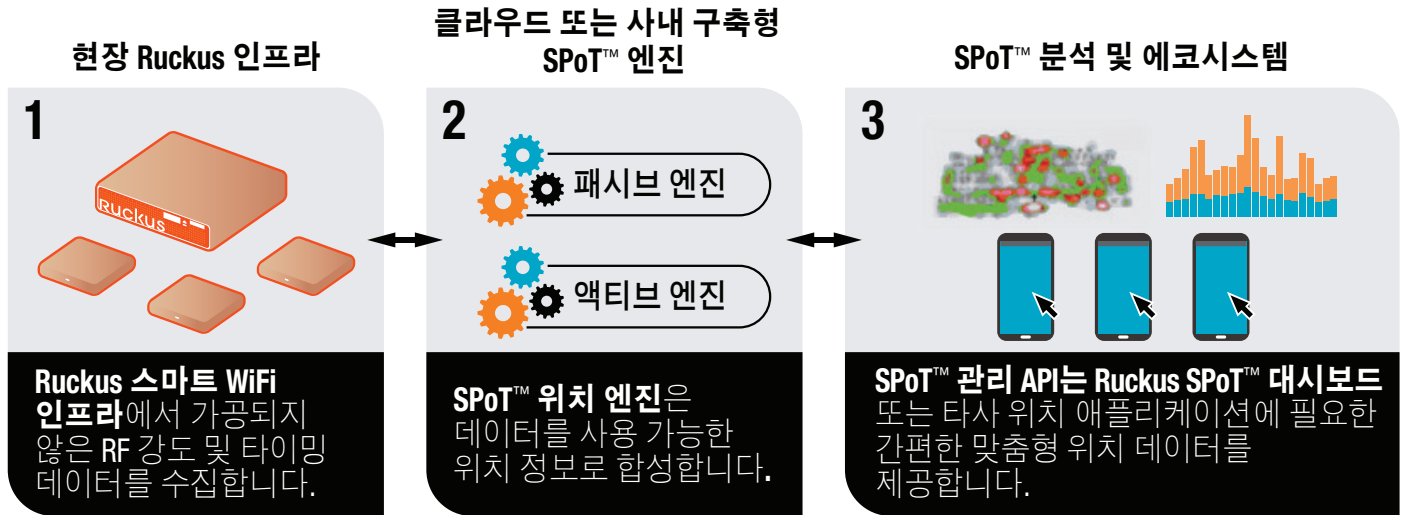 현장 Ruckus 인프라
1
Ruckus
Ruckus 스마트 WiFi
인프라에서 가공되지
않은 RF 강도 및 타이밍
데이터를 수집합니다.
클라우드 또는 사내 구축형
SPoT™ 엔진
2
패시브 엔진
액티브 엔진
SPoT™ 위치 엔진은
데이터를 사용 가능한
위치 정보로 합성합니다.
SPoT™ 분석 및 에코시스템
3
SPoT™ 관리 API는 Ruckus SPoT™ 대시보드
또는 타사 위치 애플리케이션에 필요한
간편한 맞춤형 위치 데이터를
제공합니다.